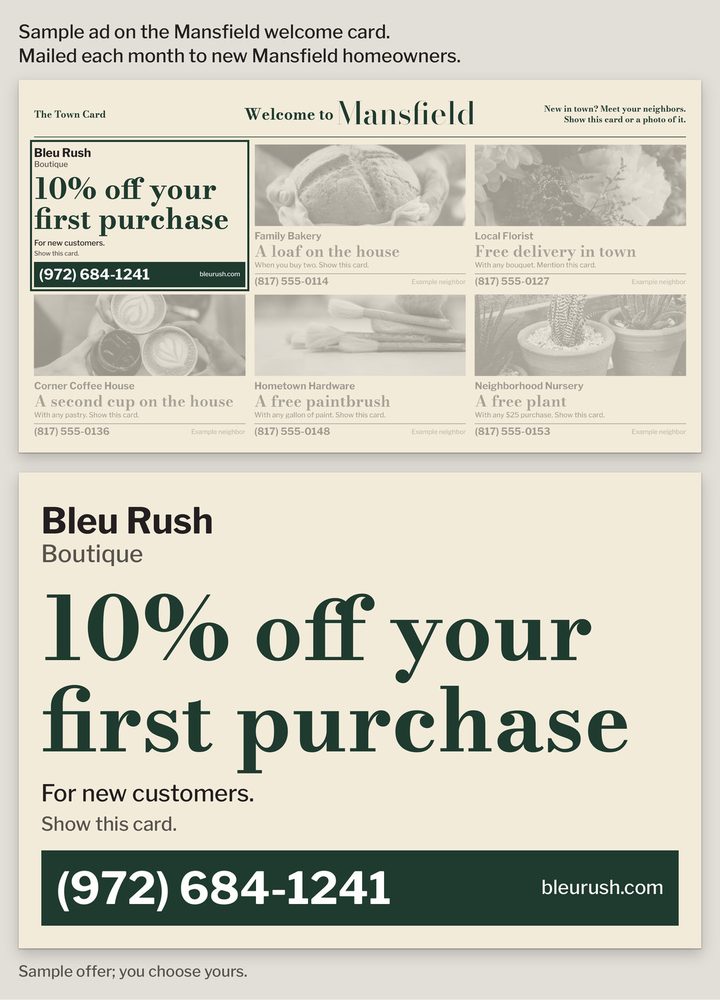 Sample ad on the Mansfield welcome card.
Mailed each month to new Mansfield homeowners.
The Town Card
Welcome to Mansfield
New in town? Meet your neighbors.
Show this card or a photo of it.
Bleu Rush
Boutique
10% off your
first purchase
For new customers.
Show this card.
(972) 684-1241 bleurush.com
Family Bakery
A loaf on the house
When you buy two. Show this card.
(817) 555-0114 Example neighbor
Local Florist
Free delivery in town
With any bouquet. Mention this card.
(817) 555-0127 Example neighbor
Corner Coffee House
A second cup on the house
With any pastry. Show this card.
(817) 555-0136 Example neighbor
Hometown Hardware
A free paintbrush
With any gallon of paint. Show this card.
(817) 555-0148 Example neighbor
Neighborhood Nursery
A free plant
With any $25 purchase. Show this card.
(817) 555-0153 Example neighbor
Bleu Rush
Boutique
10% off your
first purchase
For new customers.
Show this card.
(972) 684-1241 bleurush.com
Sample offer; you choose yours.